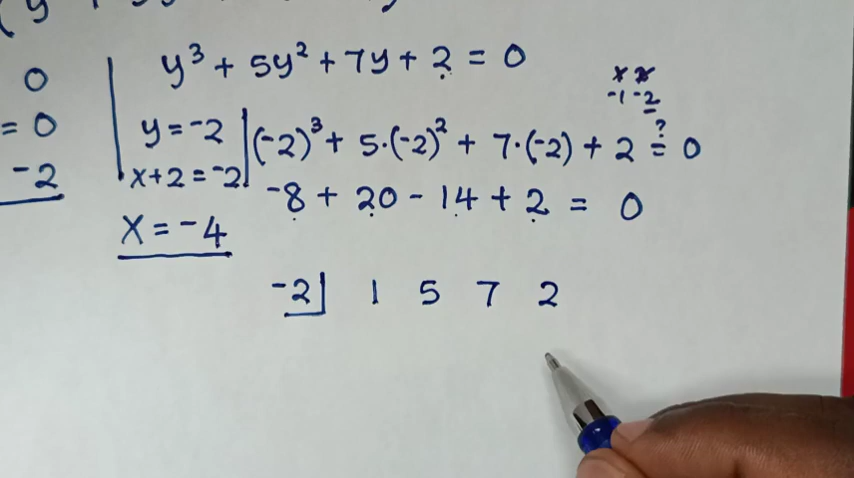 (y
0
= 0
-2
y³ + 5y² + 7y + 2 = 0
x x
-1 -2
y = -2 | (-2)³ + 5·(-2)² + 7·(-2) + 2 ≟ 0
x+2 = -2
-8 + 20 - 14 + 2 = 0
x = -4
-2⌋ 1 5 7 2